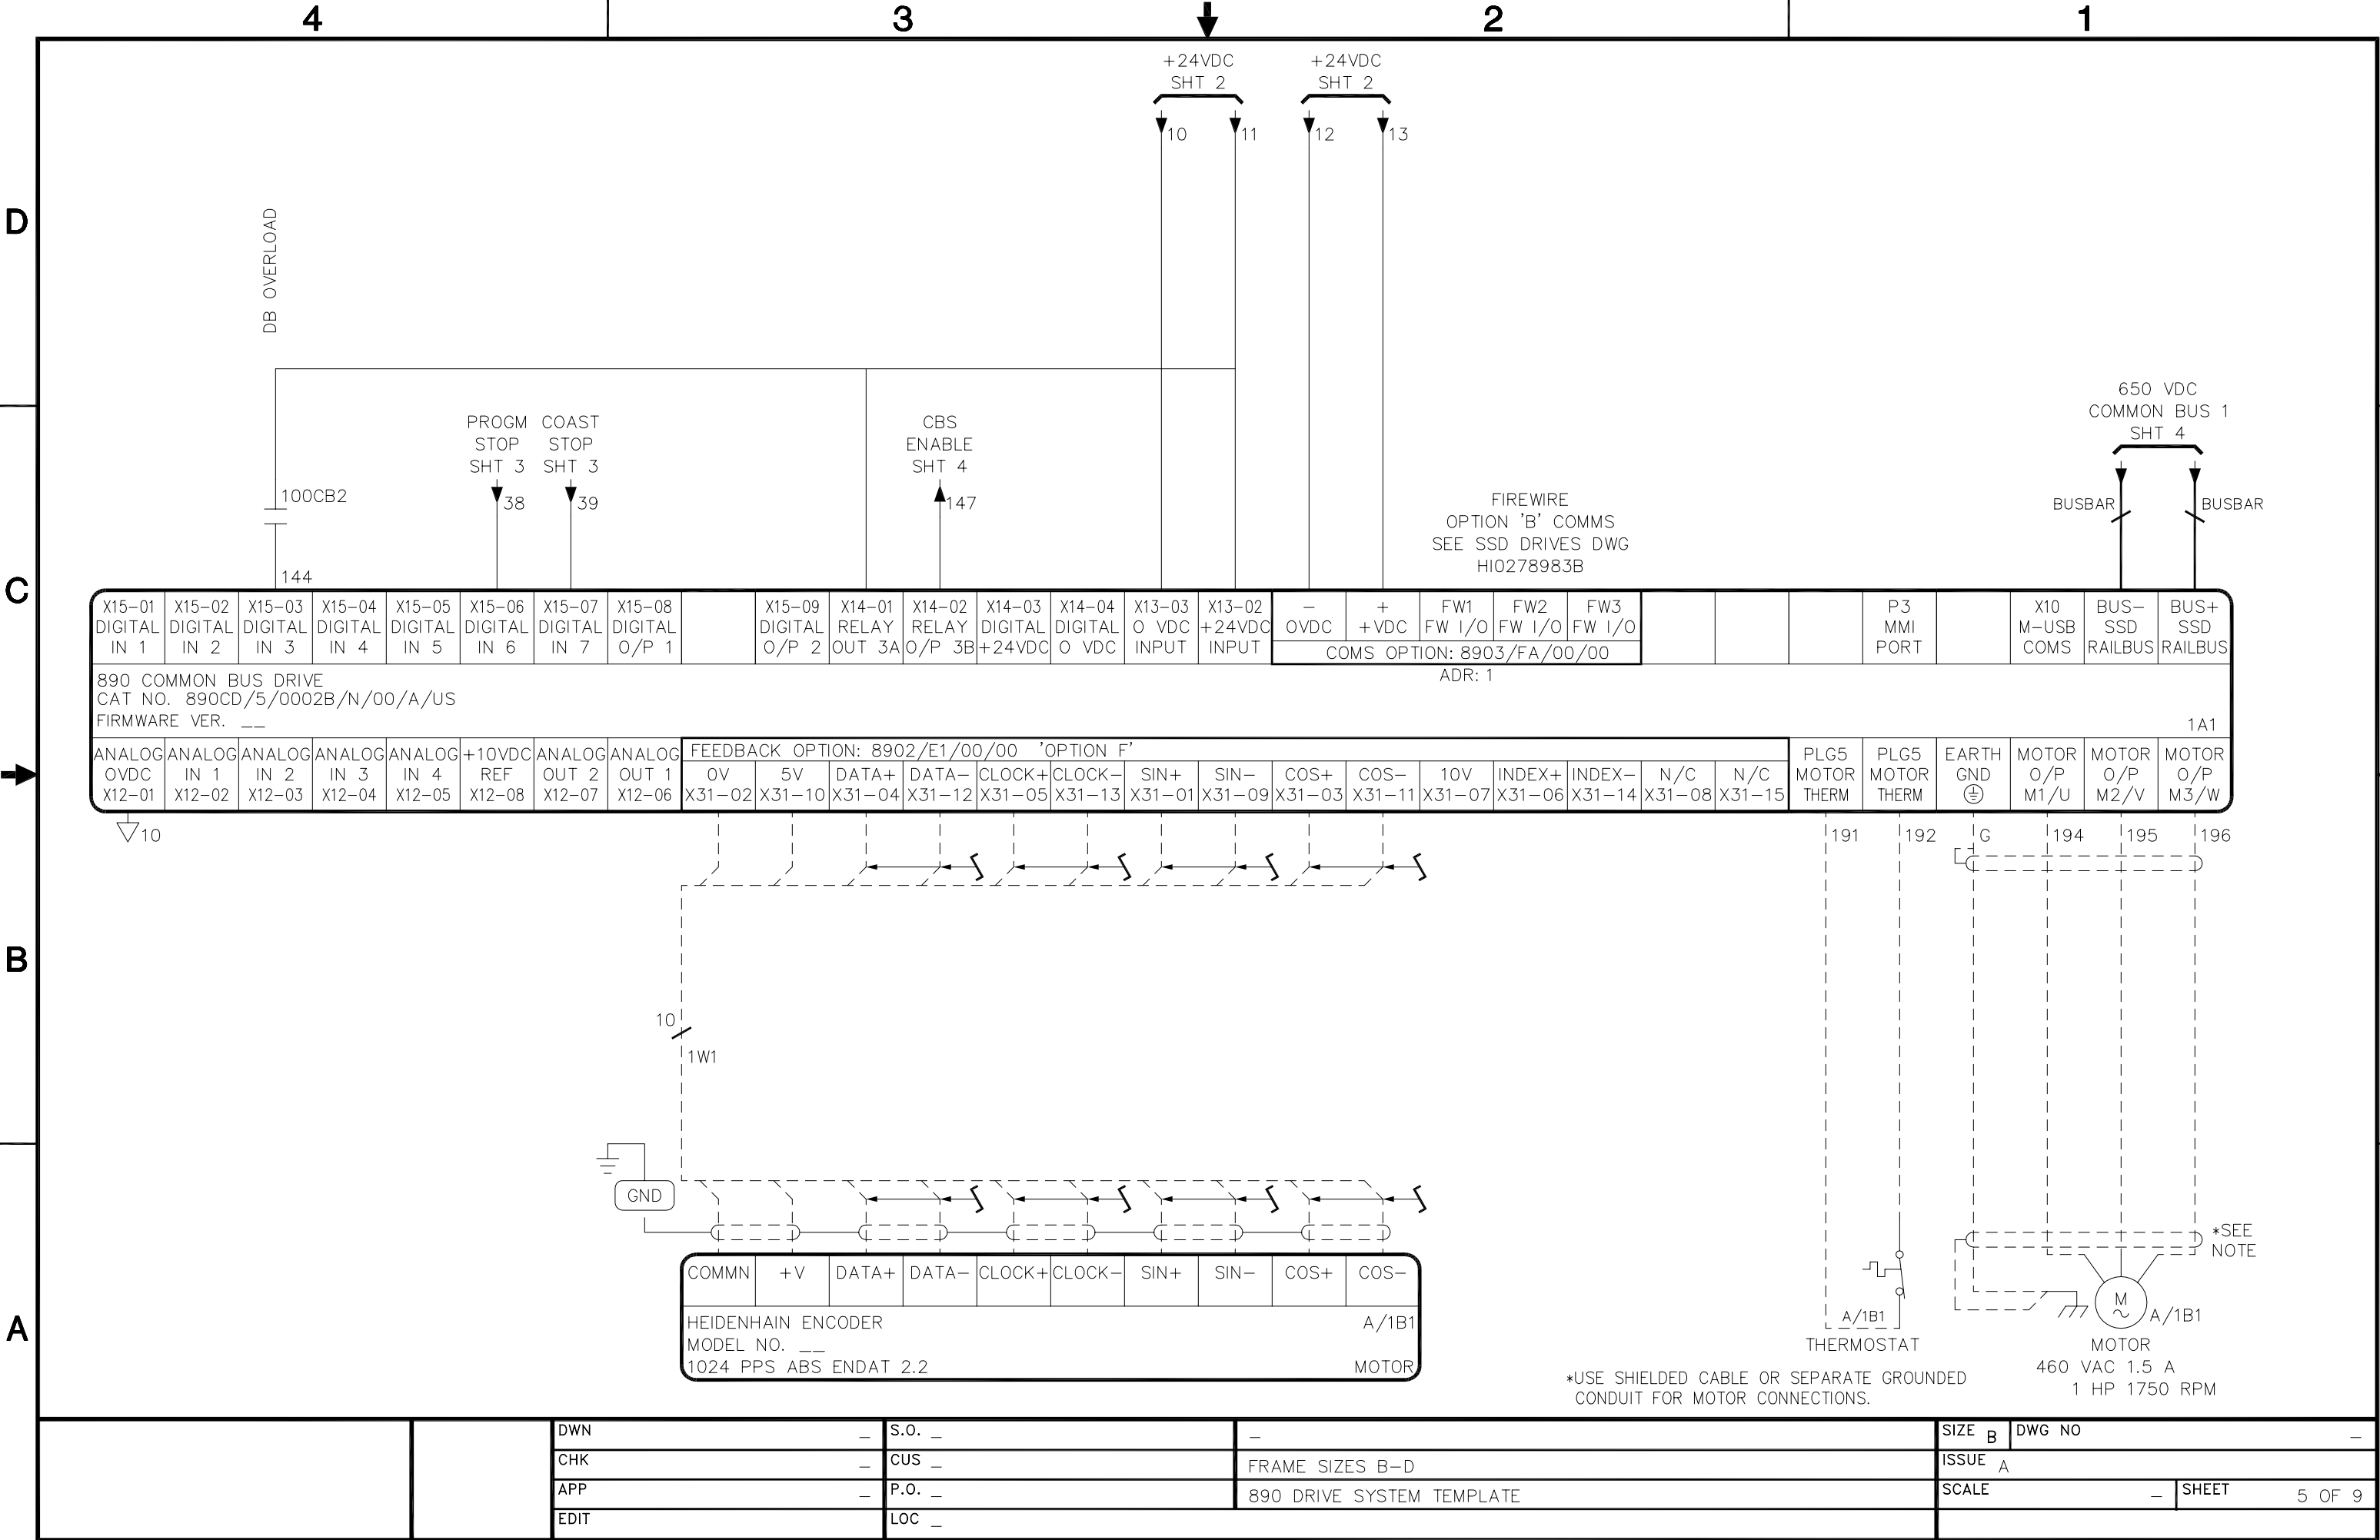 4
3
2
1
D
C
B
A
+24VDC
SHT 2
+24VDC
SHT 2
10
11
12
13
DB OVERLOAD
PROGM
STOP
SHT 3
COAST
STOP
SHT 3
CBS
ENABLE
SHT 4
650 VDC
COMMON BUS 1
SHT 4
100CB2
38
39
147
BUSBAR
BUSBAR
FIREWIRE
OPTION 'B' COMMS
SEE SSD DRIVES DWG
HI0278983B
144
X15-01
DIGITAL
IN 1
X15-02
DIGITAL
IN 2
X15-03
DIGITAL
IN 3
X15-04
DIGITAL
IN 4
X15-05
DIGITAL
IN 5
X15-06
DIGITAL
IN 6
X15-07
DIGITAL
IN 7
X15-08
DIGITAL
O/P 1
X15-09
DIGITAL
O/P 2
X14-01
RELAY
OUT 3A
X14-02
RELAY
O/P 3B
X14-03
DIGITAL
+24VDC
X14-04
DIGITAL
0 VDC
X13-03
0 VDC
INPUT
X13-02
+24VDC
INPUT
-
0VDC
+
+VDC
FW1
FW I/O
FW2
FW I/O
FW3
FW I/O
COMS OPTION: 8903/FA/00/00
P3
MMI
PORT
X10
M-USB
COMS
BUS-
SSD
RAILBUS
BUS+
SSD
RAILBUS
ADR: 1
890 COMMON BUS DRIVE
CAT NO. 890CD/5/0002B/N/00/A/US
FIRMWARE VER. __
1A1
ANALOG
0VDC
X12-01
ANALOG
IN 1
X12-02
ANALOG
IN 2
X12-03
ANALOG
IN 3
X12-04
ANALOG
IN 4
X12-05
+10VDC
REF
X12-08
ANALOG
OUT 2
X12-07
ANALOG
OUT 1
X12-06
FEEDBACK OPTION: 8902/E1/00/00 'OPTION F'
0V
X31-02
5V
X31-10
DATA+
X31-04
DATA-
X31-12
CLOCK+
X31-05
CLOCK-
X31-13
SIN+
X31-01
SIN-
X31-09
COS+
X31-03
COS-
X31-11
10V
X31-07
INDEX+
X31-06
INDEX-
X31-14
N/C
X31-08
N/C
X31-15
PLG5
MOTOR
THERM
PLG5
MOTOR
THERM
EARTH
GND
MOTOR
O/P
M1/U
MOTOR
O/P
M2/V
MOTOR
O/P
M3/W
10
191
192
G
194
195
196
10
1W1
GND
COMMN
+V
DATA+
DATA-
CLOCK+
CLOCK-
SIN+
SIN-
COS+
COS-
HEIDENHAIN ENCODER
A/1B1
MODEL NO. __
1024 PPS ABS ENDAT 2.2
MOTOR
*SEE
NOTE
A/1B1
THERMOSTAT
M
A/1B1
MOTOR
460 VAC 1.5 A
1 HP 1750 RPM
*USE SHIELDED CABLE OR SEPARATE GROUNDED
CONDUIT FOR MOTOR CONNECTIONS.
DWN _
CHK _
APP _
EDIT
S.O. _
CUS _
P.O. _
LOC _
_
FRAME SIZES B-D
890 DRIVE SYSTEM TEMPLATE
SIZE B
DWG NO _
ISSUE A
SCALE _
SHEET 5 OF 9